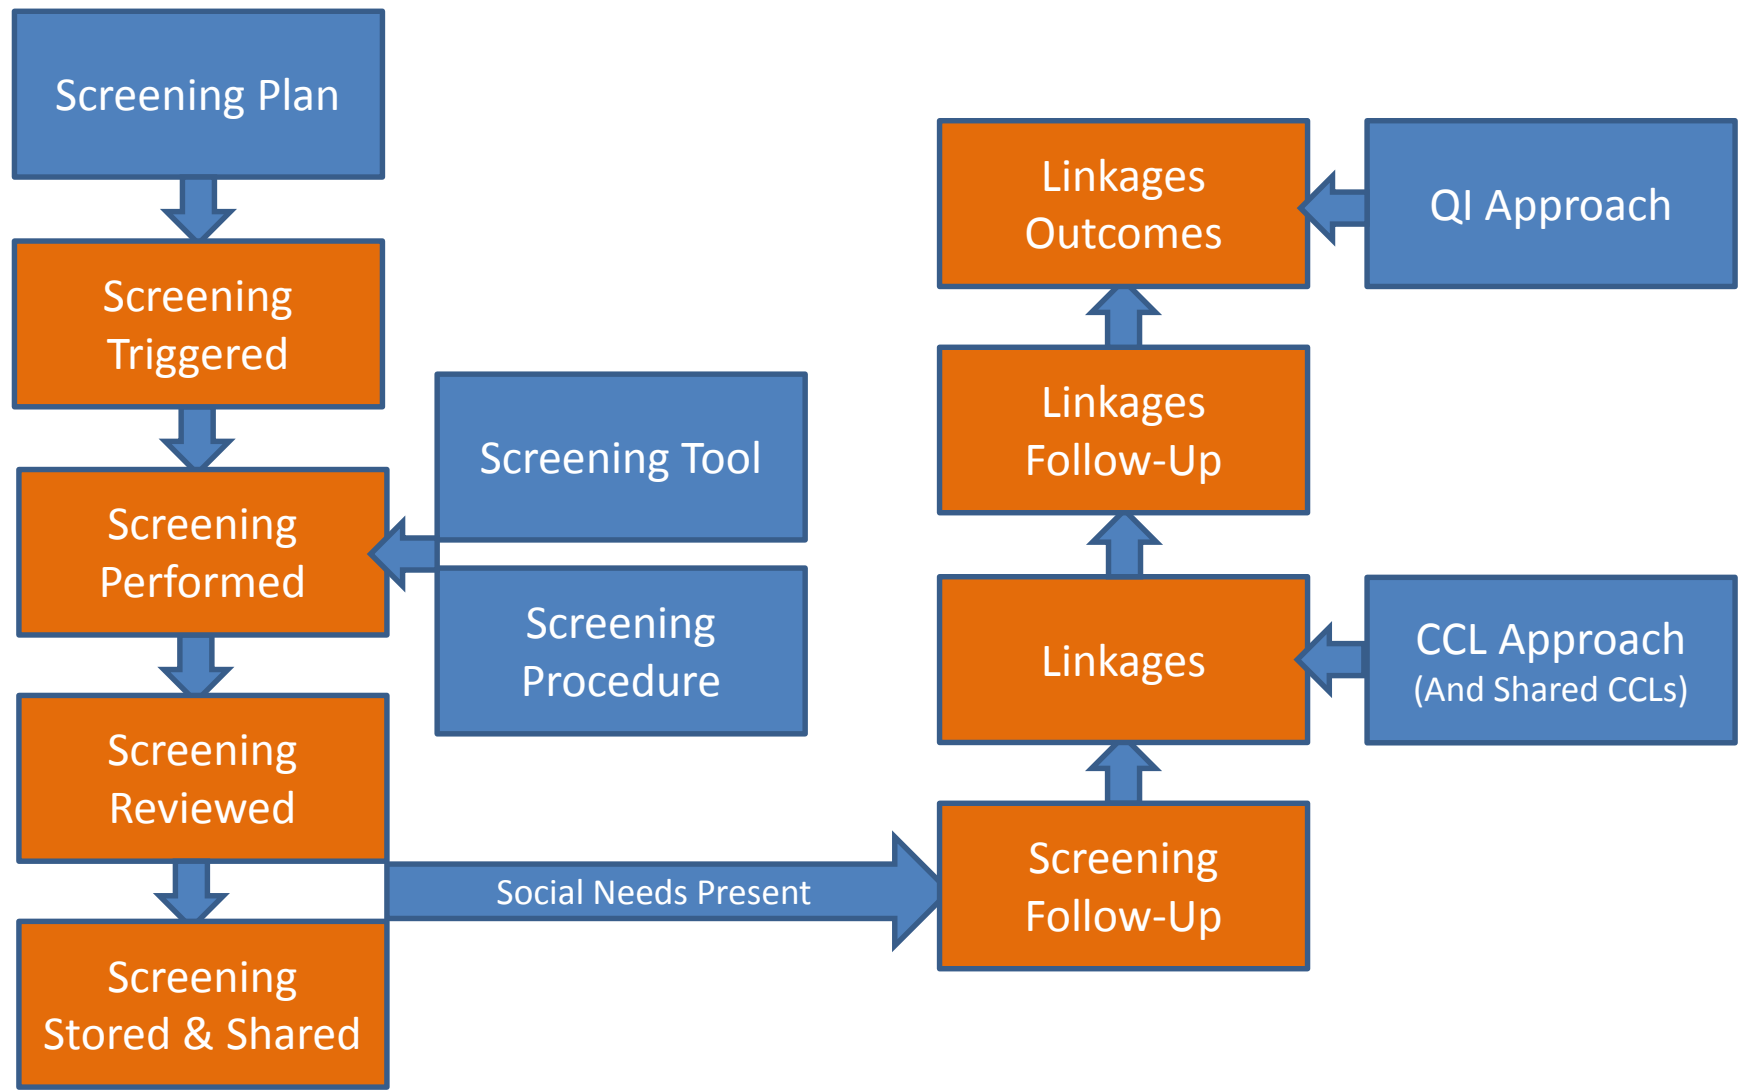 Screening Plan
Screening
Triggered
Screening
Performed
Screening Tool
Screening
Procedure
Screening
Reviewed
Screening
Stored & Shared
Social Needs Present
Screening
Follow-Up
Linkages
CCL Approach
(And Shared CCLs)
Linkages
Follow-Up
Linkages
Outcomes
QI Approach